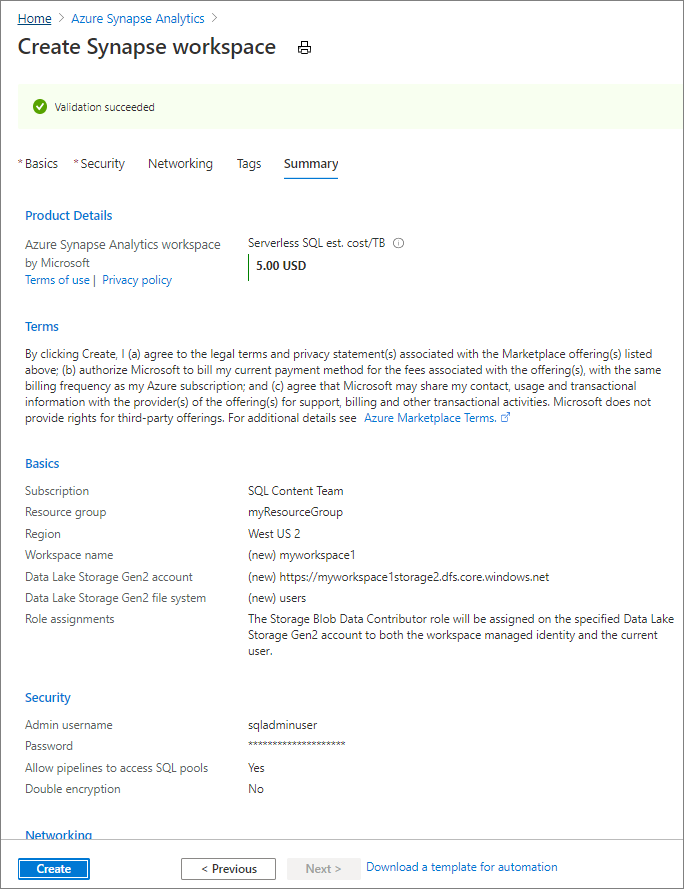 Home > Azure Synapse Analytics >
Create Synapse workspace
Validation succeeded
* Basics * Security Networking Tags Summary
Product Details
Azure Synapse Analytics workspace
by Microsoft
Terms of use | Privacy policy
Serverless SQL est. cost/TB
5.00 USD
Terms
By clicking Create, I (a) agree to the legal terms and privacy statement(s) associated with the Marketplace offering(s) listed
above; (b) authorize Microsoft to bill my current payment method for the fees associated with the offering(s), with the same
billing frequency as my Azure subscription; and (c) agree that Microsoft may share my contact, usage and transactional
information with the provider(s) of the offering(s) for support, billing and other transactional activities. Microsoft does not
provide rights for third-party offerings. For additional details see Azure Marketplace Terms.
Basics
Subscription SQL Content Team
Resource group myResourceGroup
Region West US 2
Workspace name (new) myworkspace1
Data Lake Storage Gen2 account (new) https://myworkspace1storage2.dfs.core.windows.net
Data Lake Storage Gen2 file system (new) users
Role assignments The Storage Blob Data Contributor role will be assigned on the specified Data Lake
Storage Gen2 account to both the workspace managed identity and the current
user.
Security
Admin username sqladminuser
Password ********************
Allow pipelines to access SQL pools Yes
Double encryption No
Networking
Create < Previous Next > Download a template for automation